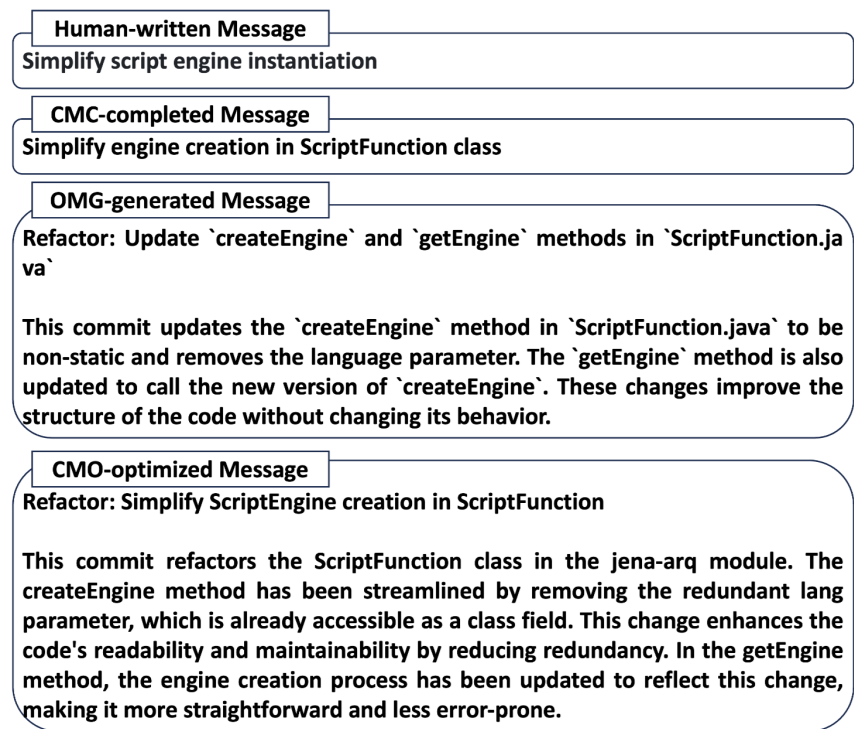 Human-written Message
Simplify script engine instantiation
CMC-completed Message
Simplify engine creation in ScriptFunction class
OMG-generated Message
Refactor: Update `createEngine` and `getEngine` methods in `ScriptFunction.ja
va`
This commit updates the `createEngine` method in `ScriptFunction.java` to be
non-static and removes the language parameter. The `getEngine` method is also
updated to call the new version of `createEngine`. These changes improve the
structure of the code without changing its behavior.
CMO-optimized Message
Refactor: Simplify ScriptEngine creation in ScriptFunction
This commit refactors the ScriptFunction class in the jena-arq module. The
createEngine method has been streamlined by removing the redundant lang
parameter, which is already accessible as a class field. This change enhances the
code's readability and maintainability by reducing redundancy. In the getEngine
method, the engine creation process has been updated to reflect this change,
making it more straightforward and less error-prone.